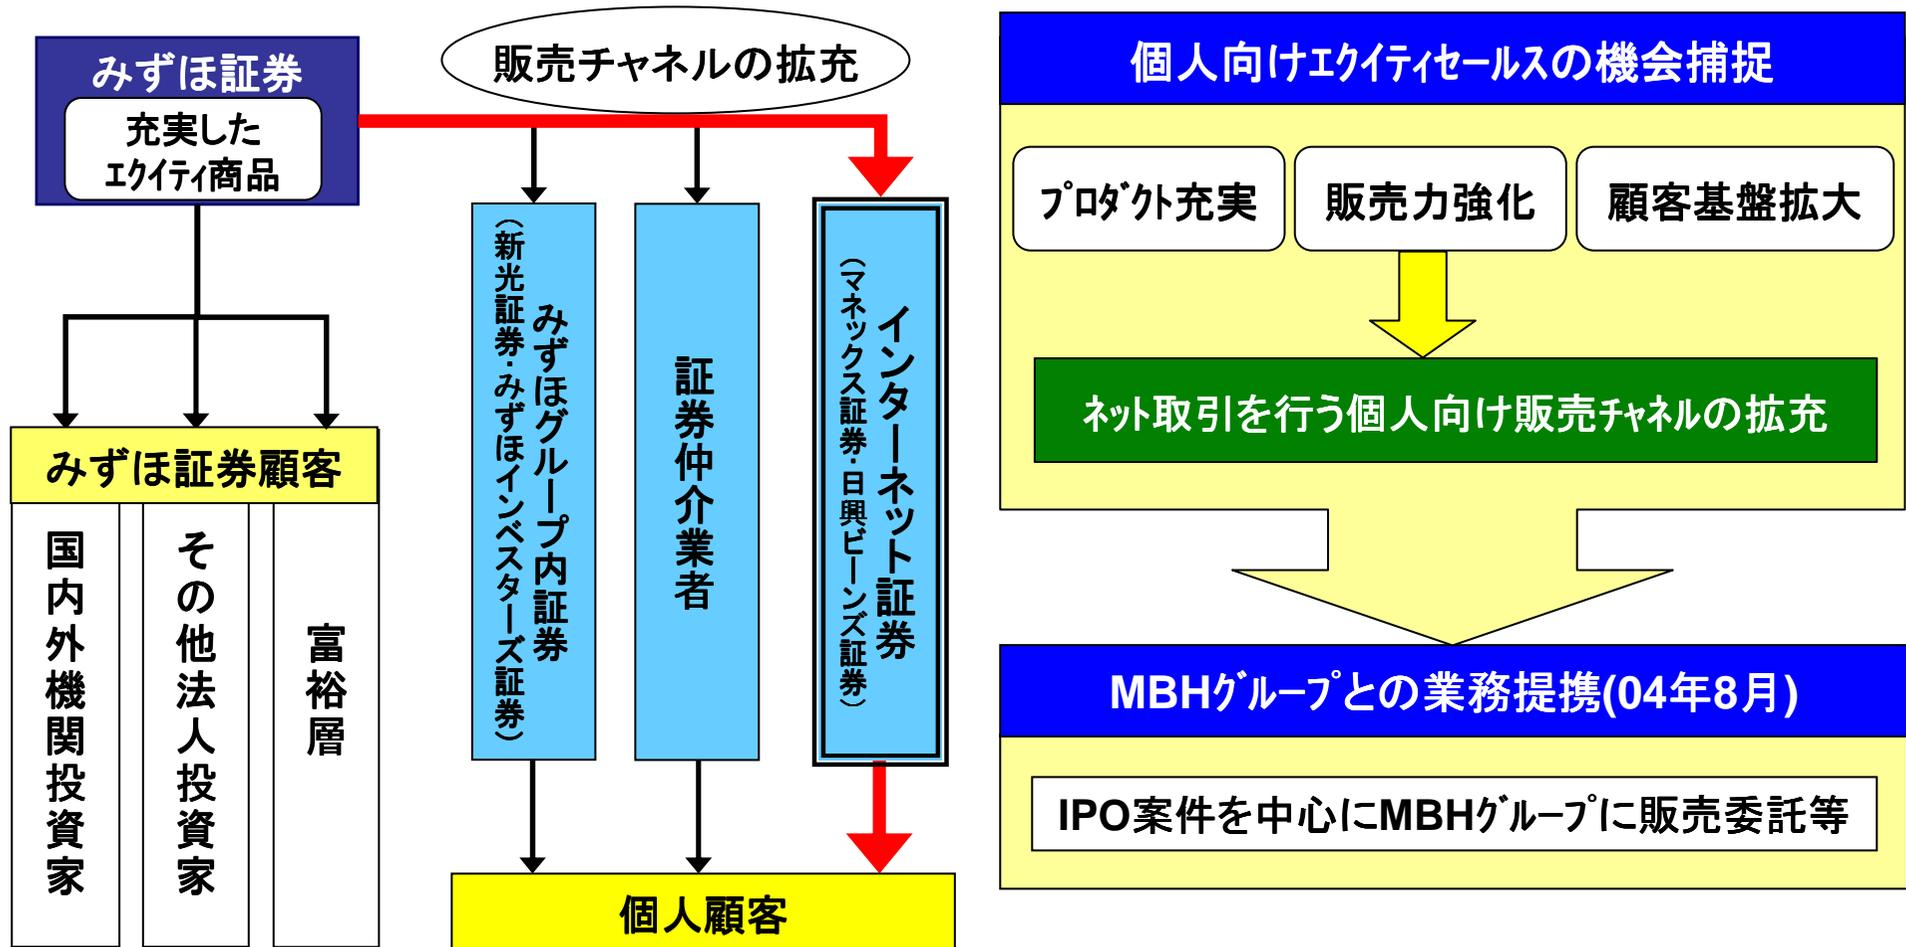 みずほ証券
充実した
ｴｸｲﾃｨ商品
販売チャネルの拡充
みずほグループ内証券
（新光証券・みずほインベスターズ証券）
証券仲介業者
インターネット証券
（マネックス証券・日興ビーンズ証券）
みずほ証券顧客
国内外機関投資家
その他法人投資家
富裕層
個人顧客
個人向けｴｸｲﾃｨｾｰﾙｽの機会捕捉
ﾌﾟﾛﾀﾞｸﾄ充実
販売力強化
顧客基盤拡大
ﾈｯﾄ取引を行う個人向け販売ﾁｬﾈﾙの拡充
MBHｸﾞﾙｰﾌﾟとの業務提携(04年8月)
IPO案件を中心にMBHｸﾞﾙｰﾌﾟに販売委託等